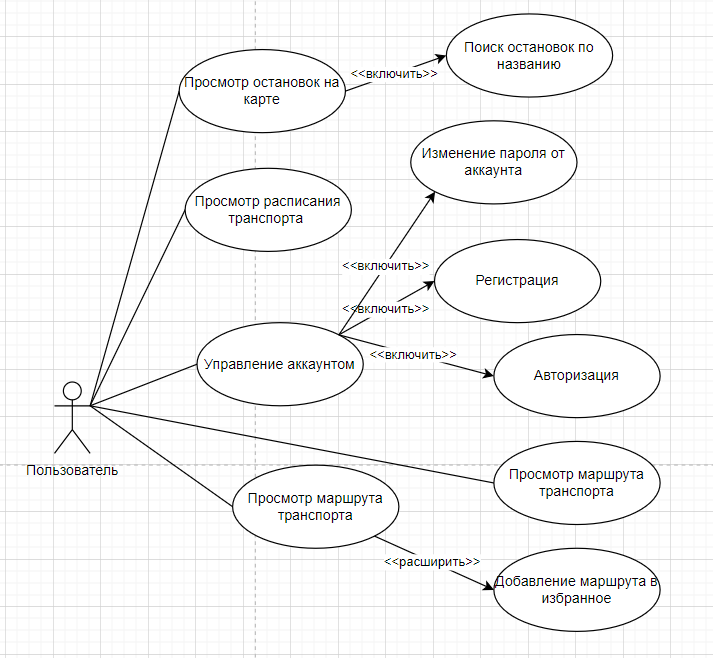 Поиск остановок по
названию
<<включить>>
Просмотр остановок на
карте
Изменение пароля от
аккаунта
Просмотр расписания
транспорта
<<включить>>
Регистрация
<<включить>>
<<включить>>
Управление аккаунтом
Авторизация
Пользователь
Просмотр маршрута
транспорта
Просмотр маршрута
транспорта
<<расширить>>
Добавление маршрута в
избранное